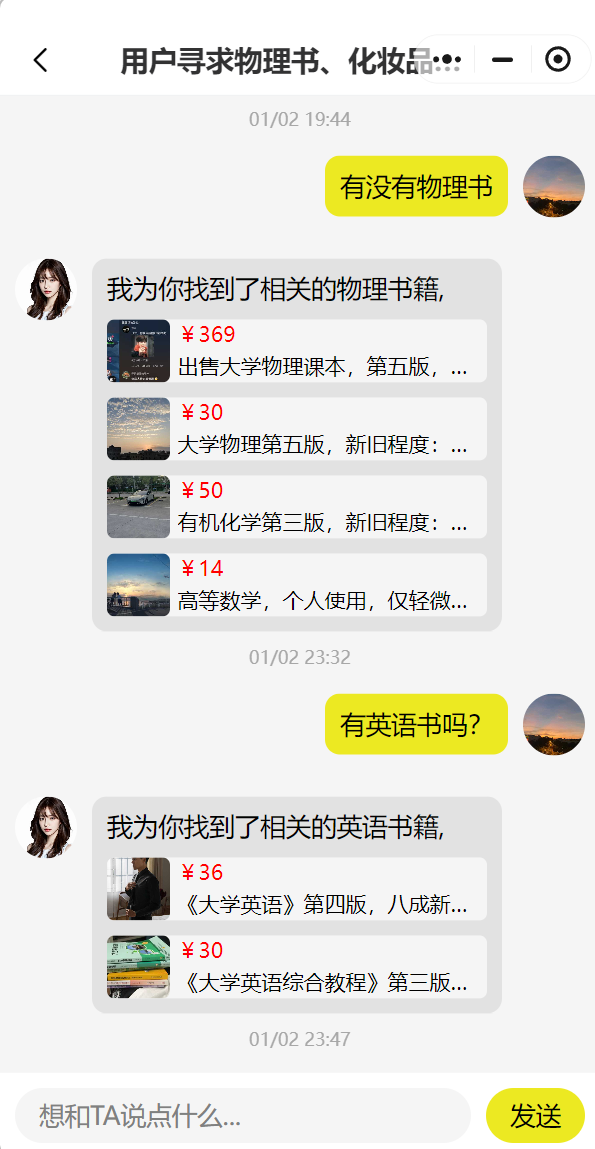 用户寻求物理书、化妆品
01/02 19:44
有没有物理书
我为你找到了相关的物理书籍,
￥369
出售大学物理课本，第五版，...
￥30
大学物理第五版，新旧程度：...
￥50
有机化学第三版，新旧程度：...
￥14
高等数学，个人使用，仅轻微...
01/02 23:32
有英语书吗？
我为你找到了相关的英语书籍,
￥36
《大学英语》第四版，八成新...
￥30
《大学英语综合教程》第三版...
01/02 23:47
想和TA说点什么...
发送